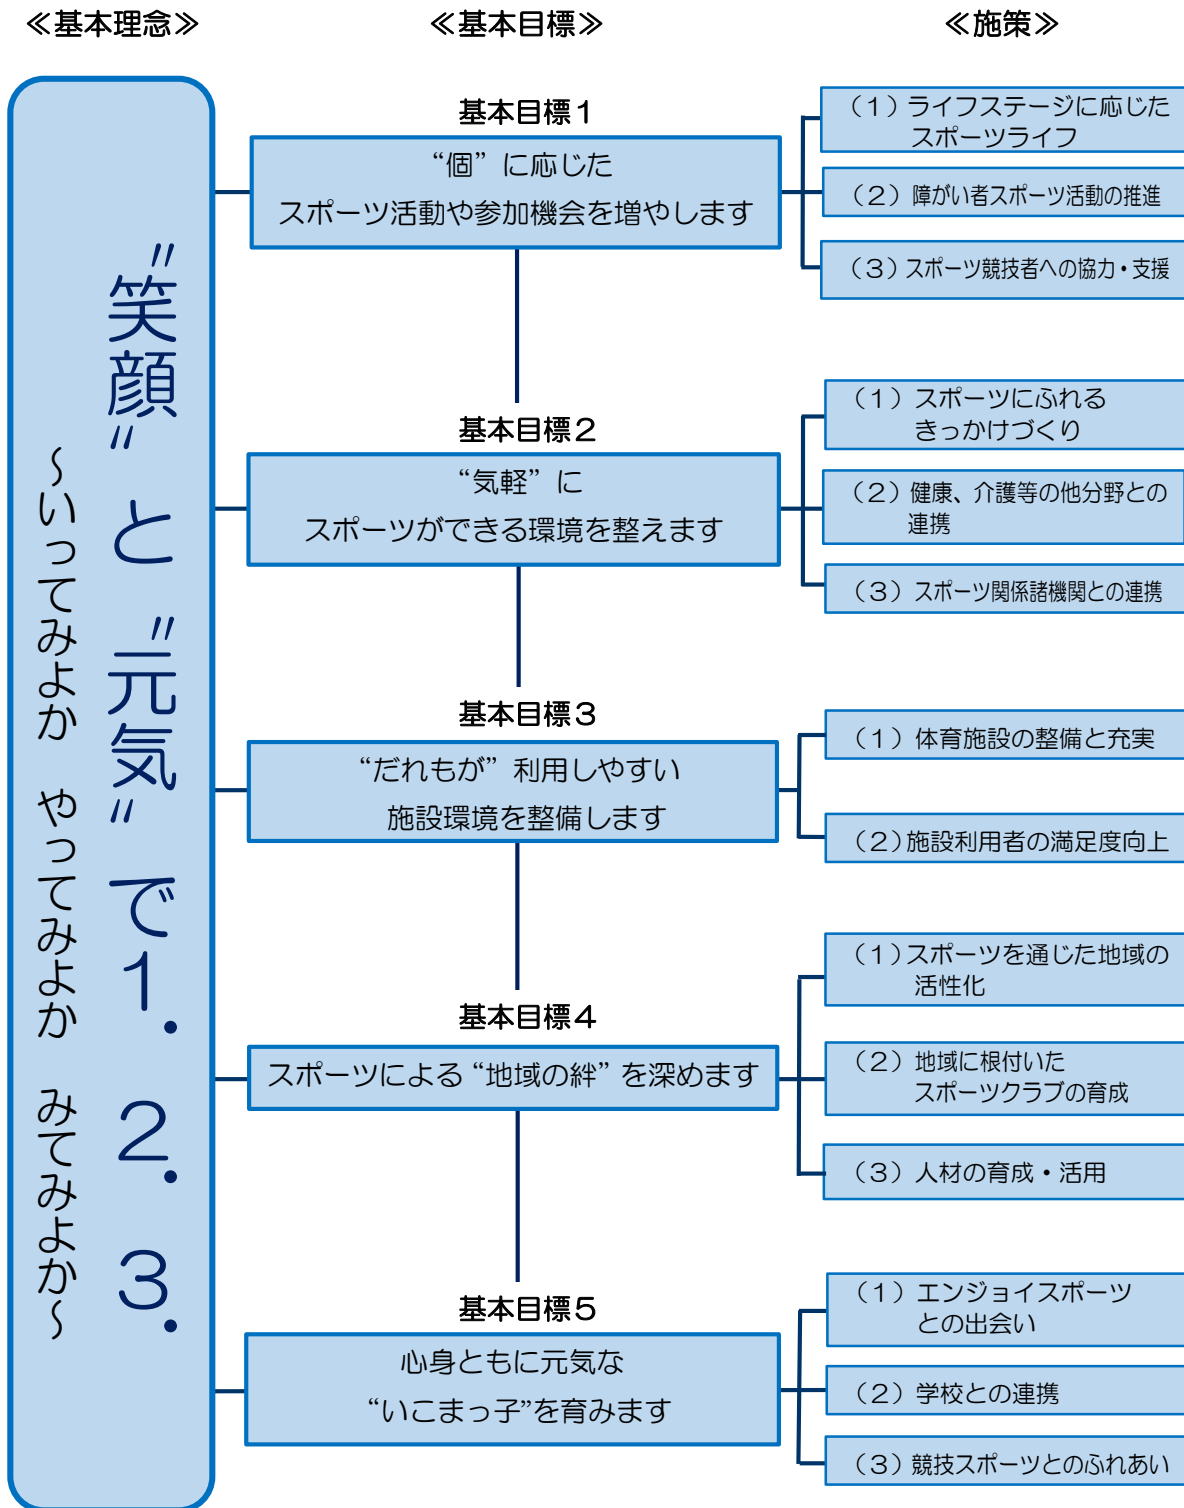 ≪基本理念≫
≪基本目標≫
≪施策≫
“笑顔” と “元気” で１．２．３．
～いってみよか　やってみよか　みてみよか～
基本目標１
“個” に応じた
スポーツ活動や参加機会を増やします
（１）ライフステージに応じた
スポーツライフ
（２）障がい者スポーツ活動の推進
（３）スポーツ競技者への協力・支援
基本目標２
“気軽” に
スポーツができる環境を整えます
（１）スポーツにふれる
きっかけづくり
（２）健康、介護等の他分野との
連携
（３）スポーツ関係諸機関との連携
基本目標３
“だれもが” 利用しやすい
施設環境を整備します
（１）体育施設の整備と充実
（２）施設利用者の満足度向上
基本目標４
スポーツによる “地域の絆” を深めます
（１）スポーツを通じた地域の
活性化
（２）地域に根付いた
スポーツクラブの育成
（３）人材の育成・活用
基本目標５
心身ともに元気な
“いこまっ子”を育みます
（１）エンジョイスポーツ
との出会い
（２）学校との連携
（３）競技スポーツとのふれあい